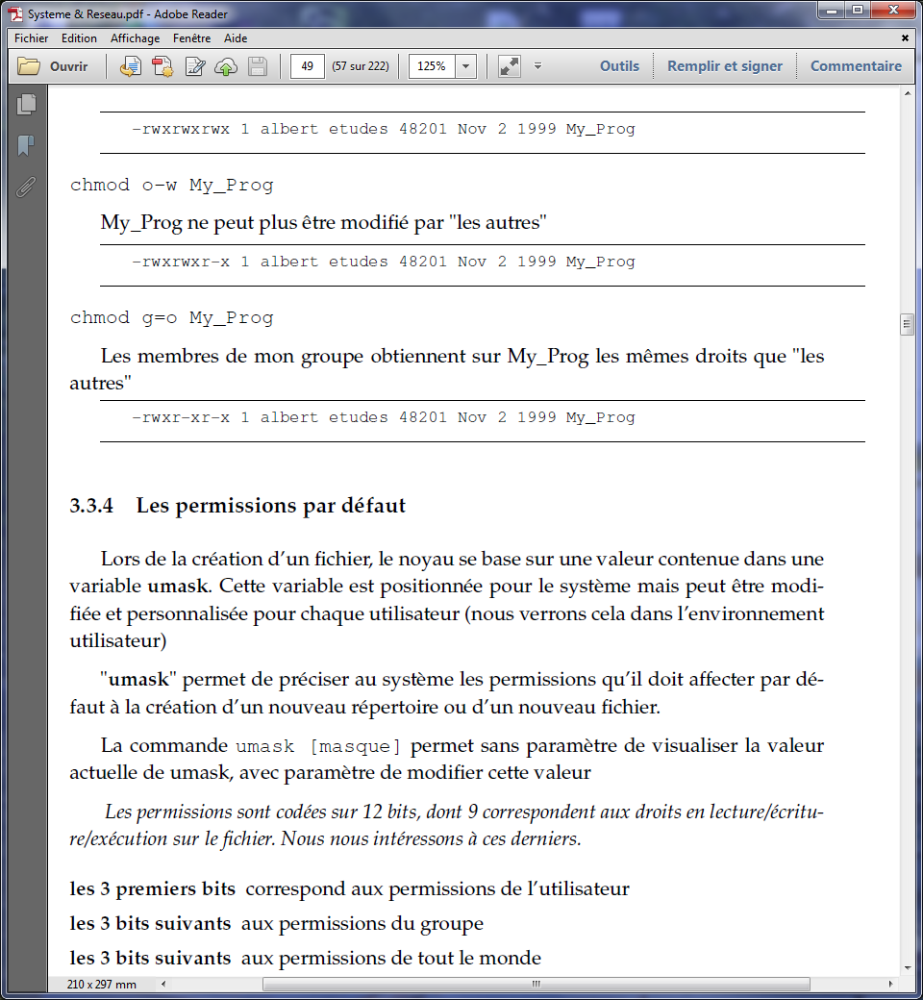 Systeme & Reseau.pdf - Adobe Reader
Fichier Edition Affichage Fenêtre Aide
Ouvrir 49 (57 sur 222) 125% Outils Remplir et signer Commentaire
-rwxrwxrwx 1 albert etudes 48201 Nov 2 1999 My_Prog
chmod o-w My_Prog
My_Prog ne peut plus être modifié par "les autres"
-rwxrwxr-x 1 albert etudes 48201 Nov 2 1999 My_Prog
chmod g=o My_Prog
Les membres de mon groupe obtiennent sur My_Prog les mêmes droits que "les
autres"
-rwxr-xr-x 1 albert etudes 48201 Nov 2 1999 My_Prog
3.3.4 Les permissions par défaut
Lors de la création d'un fichier, le noyau se base sur une valeur contenue dans une
variable umask. Cette variable est positionnée pour le système mais peut être modi-
fiée et personnalisée pour chaque utilisateur (nous verrons cela dans l'environnement
utilisateur)
"umask" permet de préciser au système les permissions qu'il doit affecter par dé-
faut à la création d'un nouveau répertoire ou d'un nouveau fichier.
La commande umask [masque] permet sans paramètre de visualiser la valeur
actuelle de umask, avec paramètre de modifier cette valeur
Les permissions sont codées sur 12 bits, dont 9 correspondent aux droits en lecture/écritu-
re/exécution sur le fichier. Nous nous intéressons à ces derniers.
les 3 premiers bits correspond aux permissions de l'utilisateur
les 3 bits suivants aux permissions du groupe
les 3 bits suivants aux permissions de tout le monde
210 x 297 mm